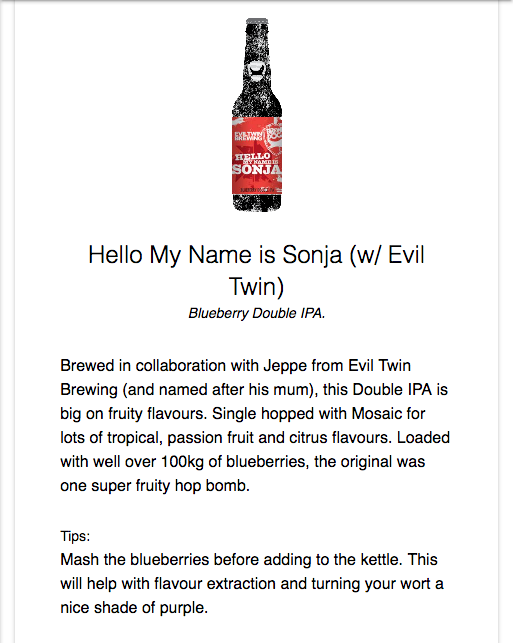 EVIL TWIN
BREWING
HELLO
MY NAME IS
SONJA
Hello My Name is Sonja (w/ Evil
Twin)
Blueberry Double IPA.
Brewed in collaboration with Jeppe from Evil Twin
Brewing (and named after his mum), this Double IPA is
big on fruity flavours. Single hopped with Mosaic for
lots of tropical, passion fruit and citrus flavours. Loaded
with well over 100kg of blueberries, the original was
one super fruity hop bomb.
Tips:
Mash the blueberries before adding to the kettle. This
will help with flavour extraction and turning your wort a
nice shade of purple.